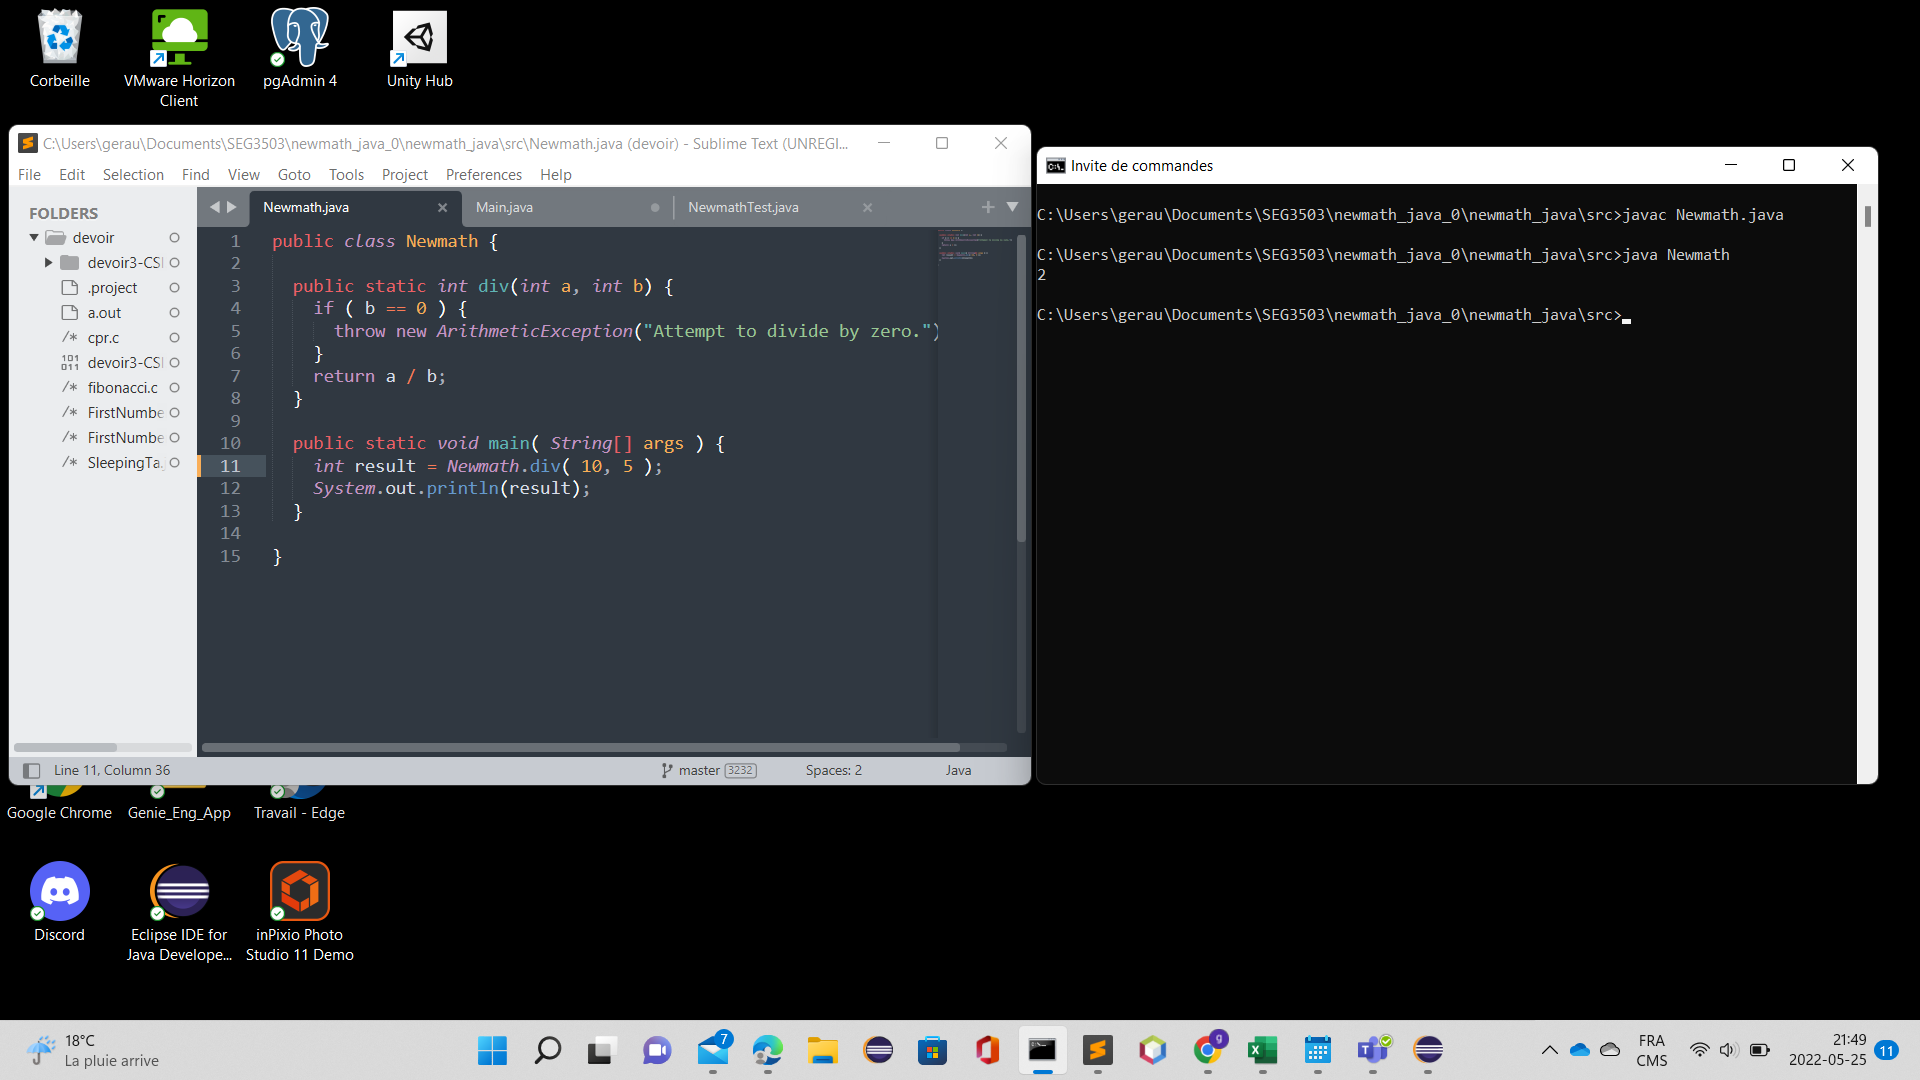 Corbeille
VMware Horizon
Client
pgAdmin 4
Unity Hub
C:\Users\gerau\Documents\SEG3503\newmath_java_0\newmath_java\src\Newmath.java (devoir) - Sublime Text (UNREGI...
File Edit Selection Find View Goto Tools Project Preferences Help
FOLDERS
devoir
devoir3-CSI
.project
a.out
cpr.c
devoir3-CSI
fibonacci.c
FirstNumbe
FirstNumbe
SleepingTa.
Newmath.java
Main.java
NewmathTest.java
1 public class Newmath {
2
3 public static int div(int a, int b) {
4 if ( b == 0 ) {
5 throw new ArithmeticException("Attempt to divide by zero.")
6 }
7 return a / b;
8 }
9
10 public static void main( String[] args ) {
11 int result = Newmath.div( 10, 5 );
12 System.out.println(result);
13 }
14
15 }
Line 11, Column 36
master 3232
Spaces: 2
Java
Invite de commandes
C:\Users\gerau\Documents\SEG3503\newmath_java_0\newmath_java\src>javac Newmath.java
C:\Users\gerau\Documents\SEG3503\newmath_java_0\newmath_java\src>java Newmath
2
C:\Users\gerau\Documents\SEG3503\newmath_java_0\newmath_java\src>
Google Chrome
Genie_Eng_App
Travail - Edge
Discord
Eclipse IDE for
Java Develope...
inPixio Photo
Studio 11 Demo
18°C
La pluie arrive
7
g
FRA
CMS
21:49
2022-05-25
11